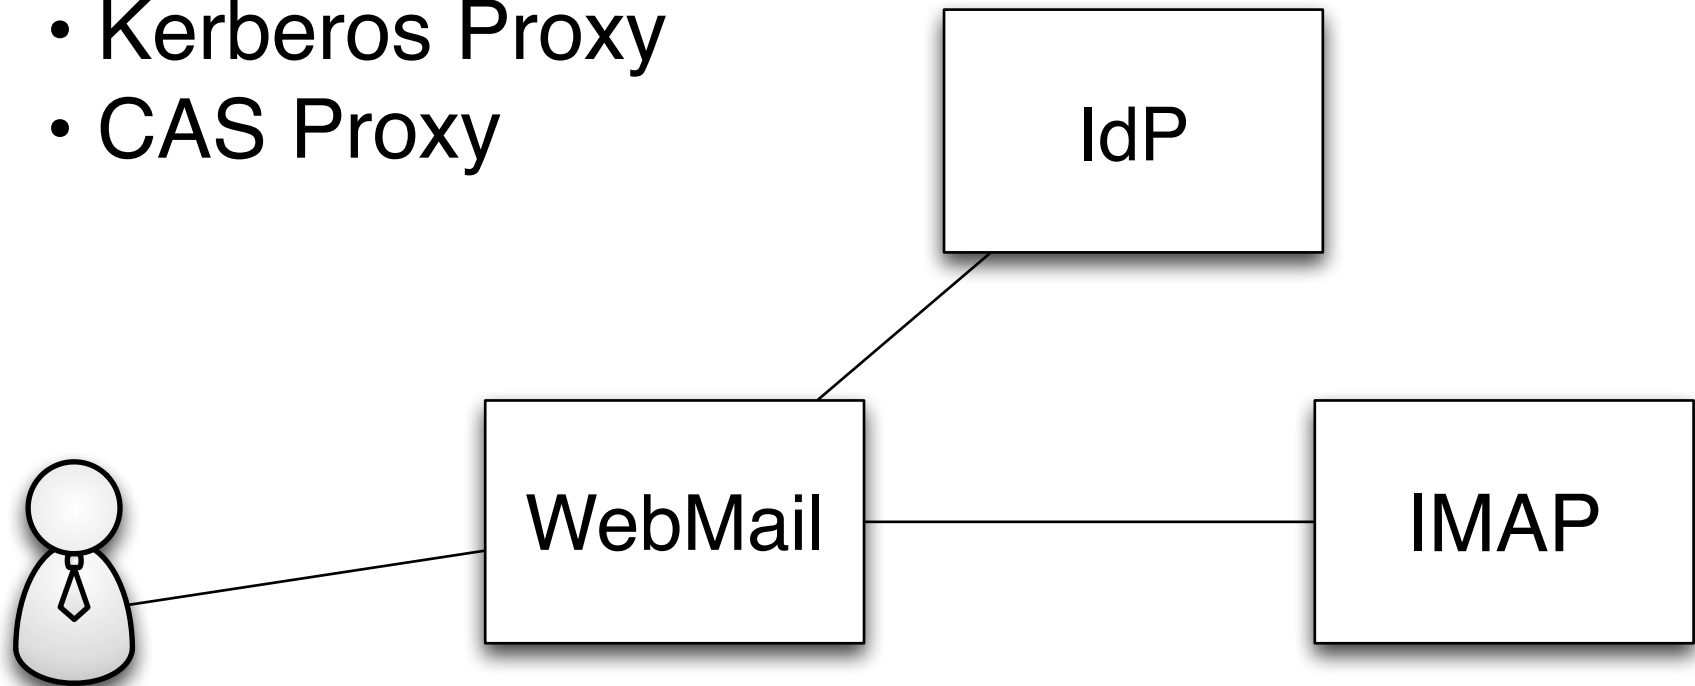 • Kerberos Proxy
• CAS Proxy
IdP
WebMail
IMAP